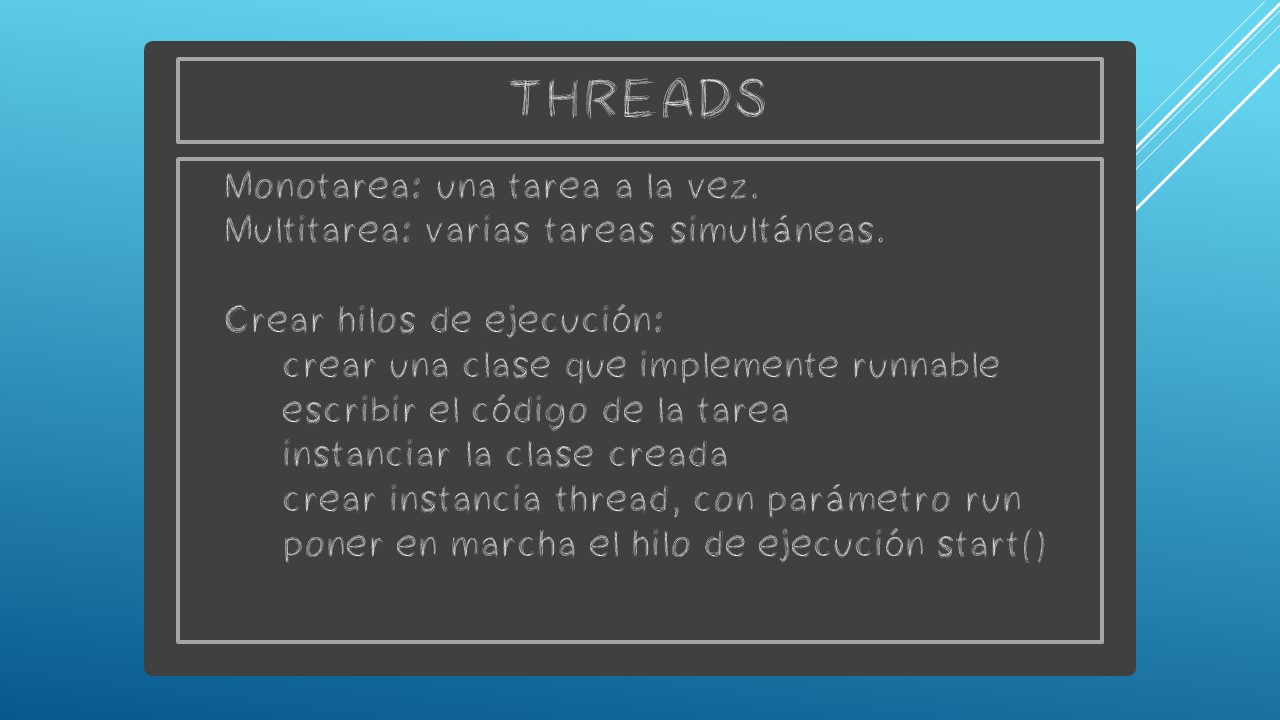 THREADS
Monotarea: una tarea a la vez.
Multitarea: varias tareas simultáneas.
Crear hilos de ejecución:
crear una clase que implemente runnable
escribir el código de la tarea
instanciar la clase creada
crear instancia thread, con parámetro run
poner en marcha el hilo de ejecución start()